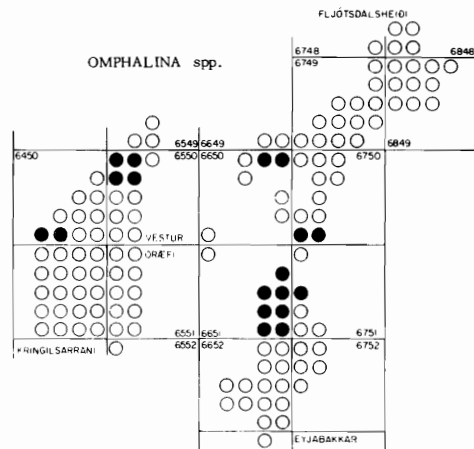 FLJÓTSDALSHEIÐI
OMPHALINA spp.
6748 6848
6749
6549 6649 6849
6450 6550 6650 6750
VESTUR
ÖRÆFI
6551 6651 6751
KRINGILSÁRRANI 6552 6652 6752
EYJABAKKAR